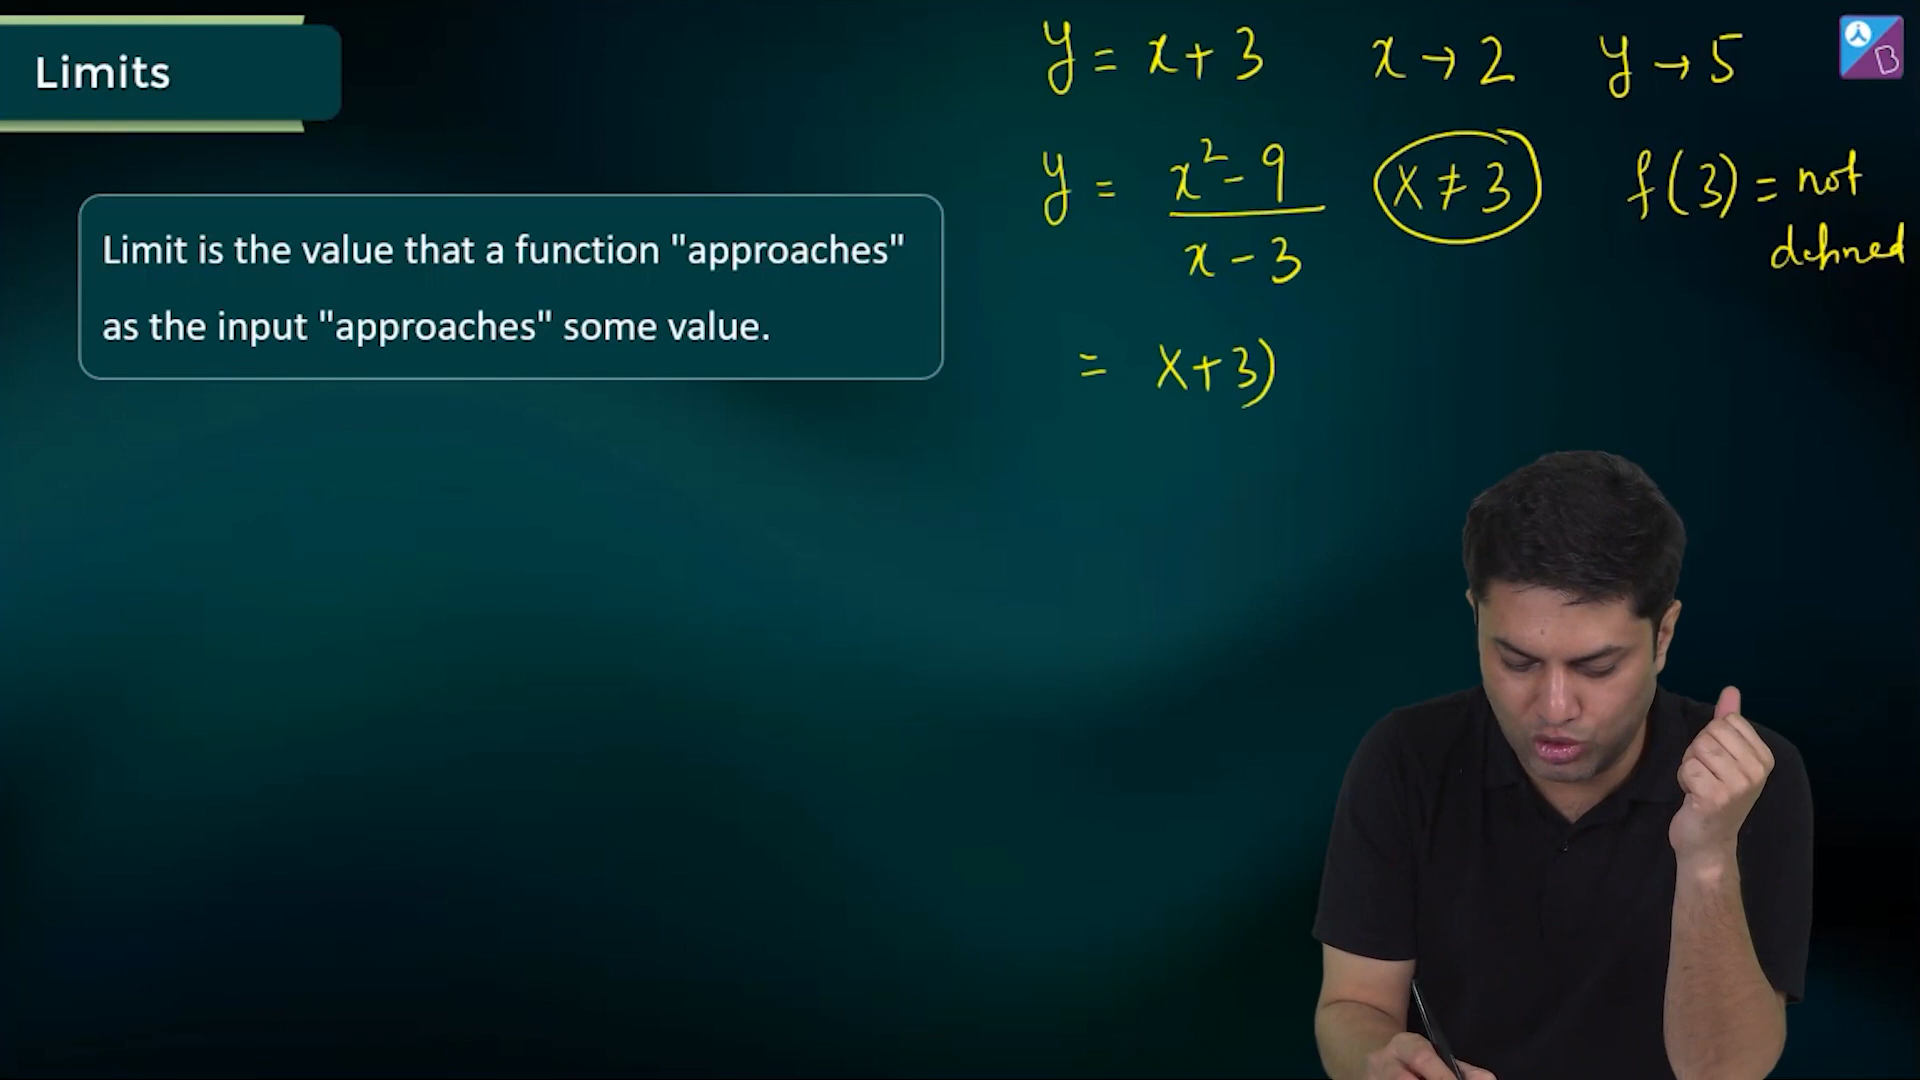 Limits
Limit is the value that a function "approaches"
as the input "approaches" some value.
y = x + 3 x → 2 y → 5
y = x² - 9 / x - 3 x ≠ 3 f(3) = not
defined
= x + 3)
B